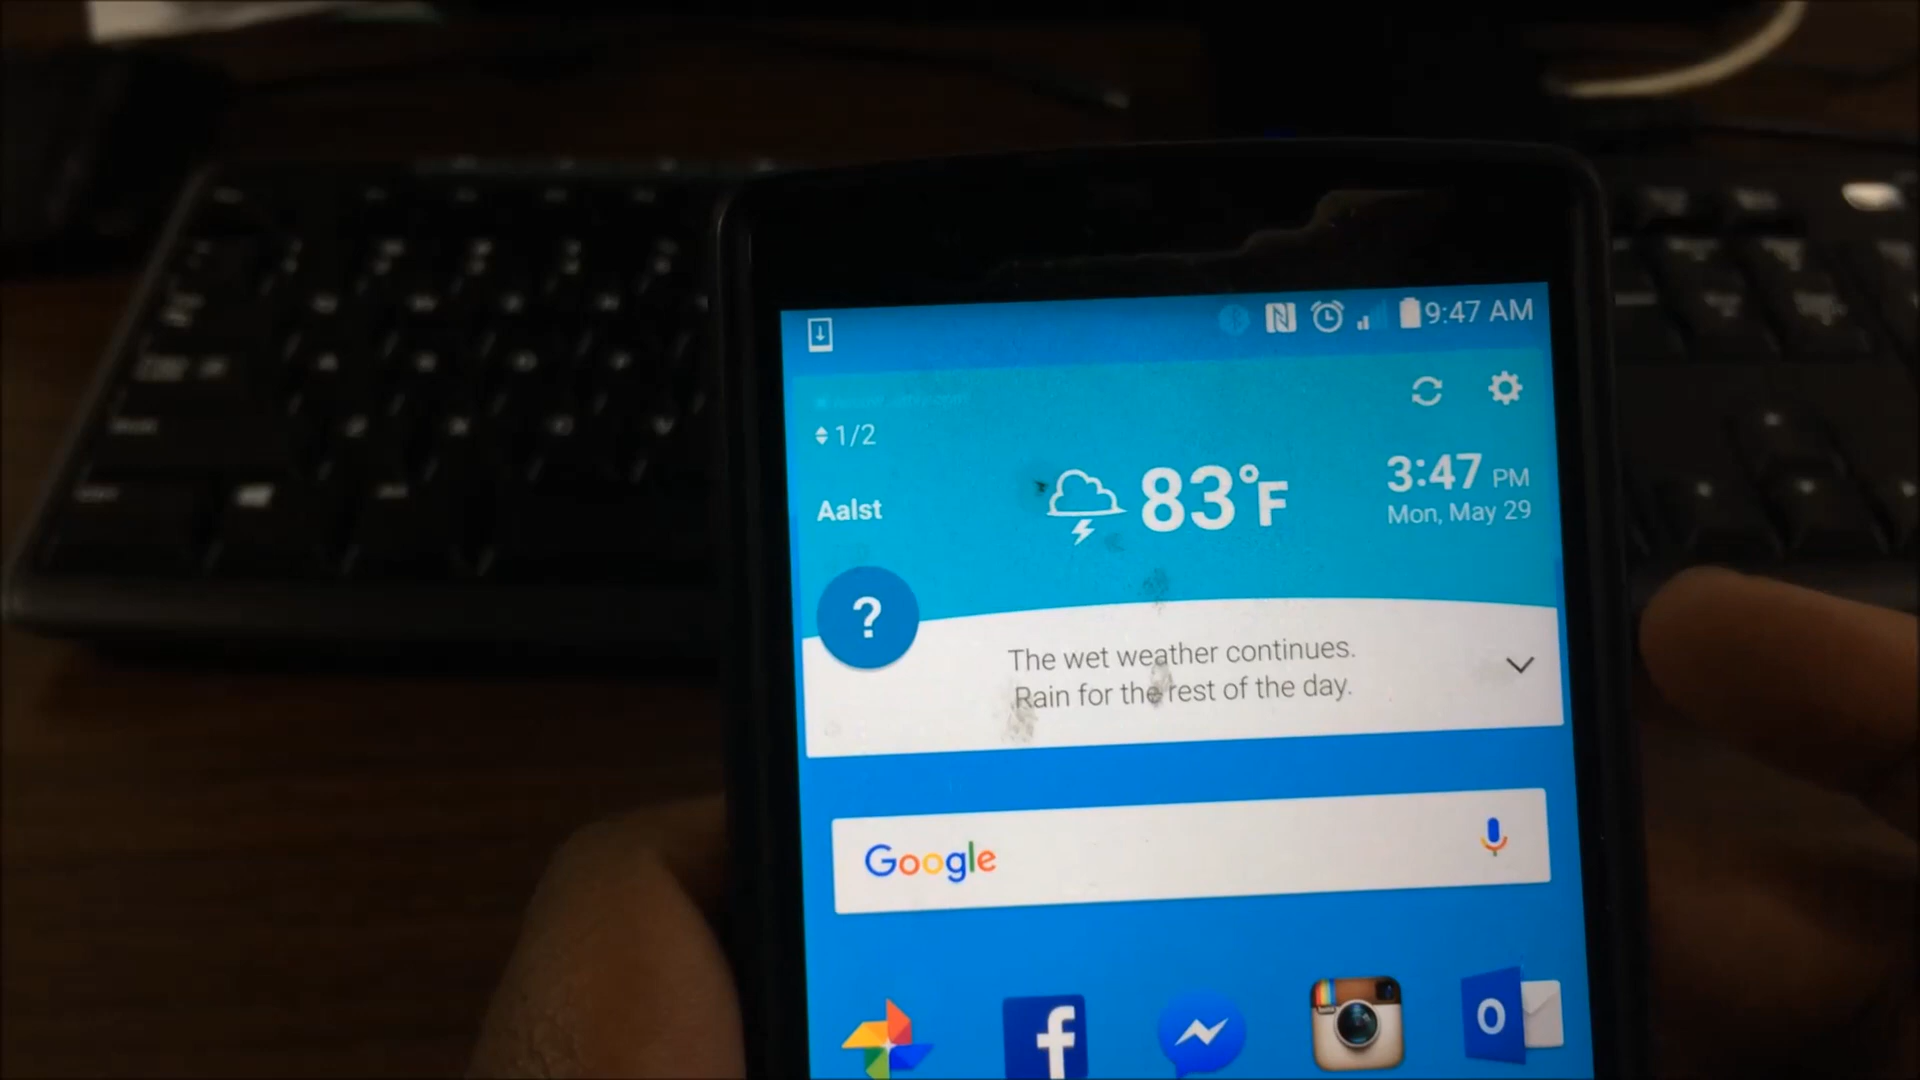 9:47 AM
1/2
Aalst
83°F
3:47 PM
Mon, May 29
?
The wet weather continues.
Rain for the rest of the day.
Google
f
O